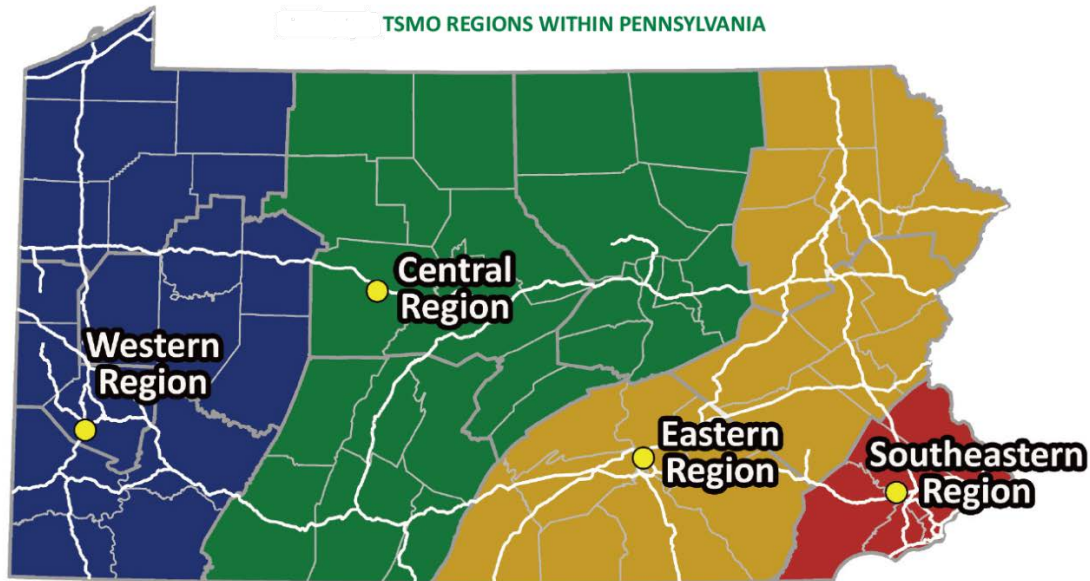 TSMO REGIONS WITHIN PENNSYLVANIA
Central
Region
Western
Region
Eastern
Region
Southeastern
Region